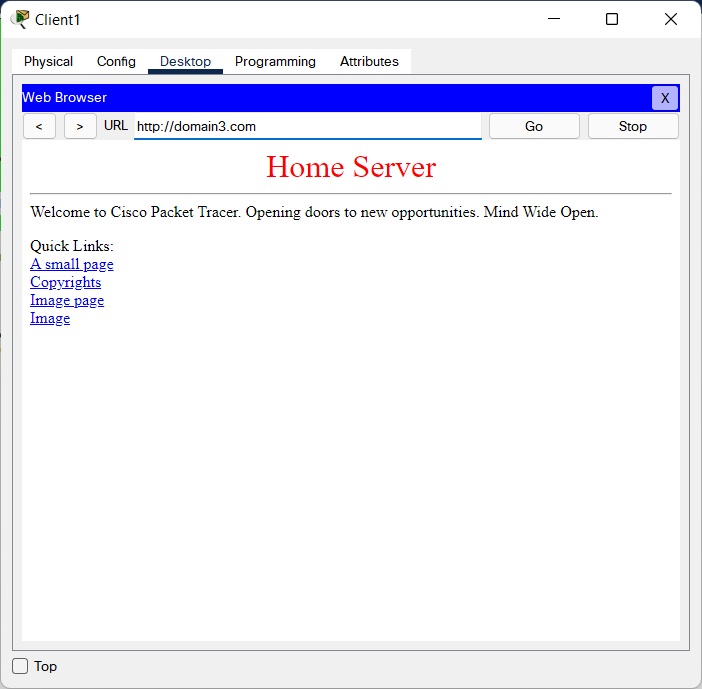 Client1
Physical Config Desktop Programming Attributes
Web Browser X
< > URL http://domain3.com Go Stop
Home Server
Welcome to Cisco Packet Tracer. Opening doors to new opportunities. Mind Wide Open.
Quick Links:
A small page
Copyrights
Image page
Image
Top